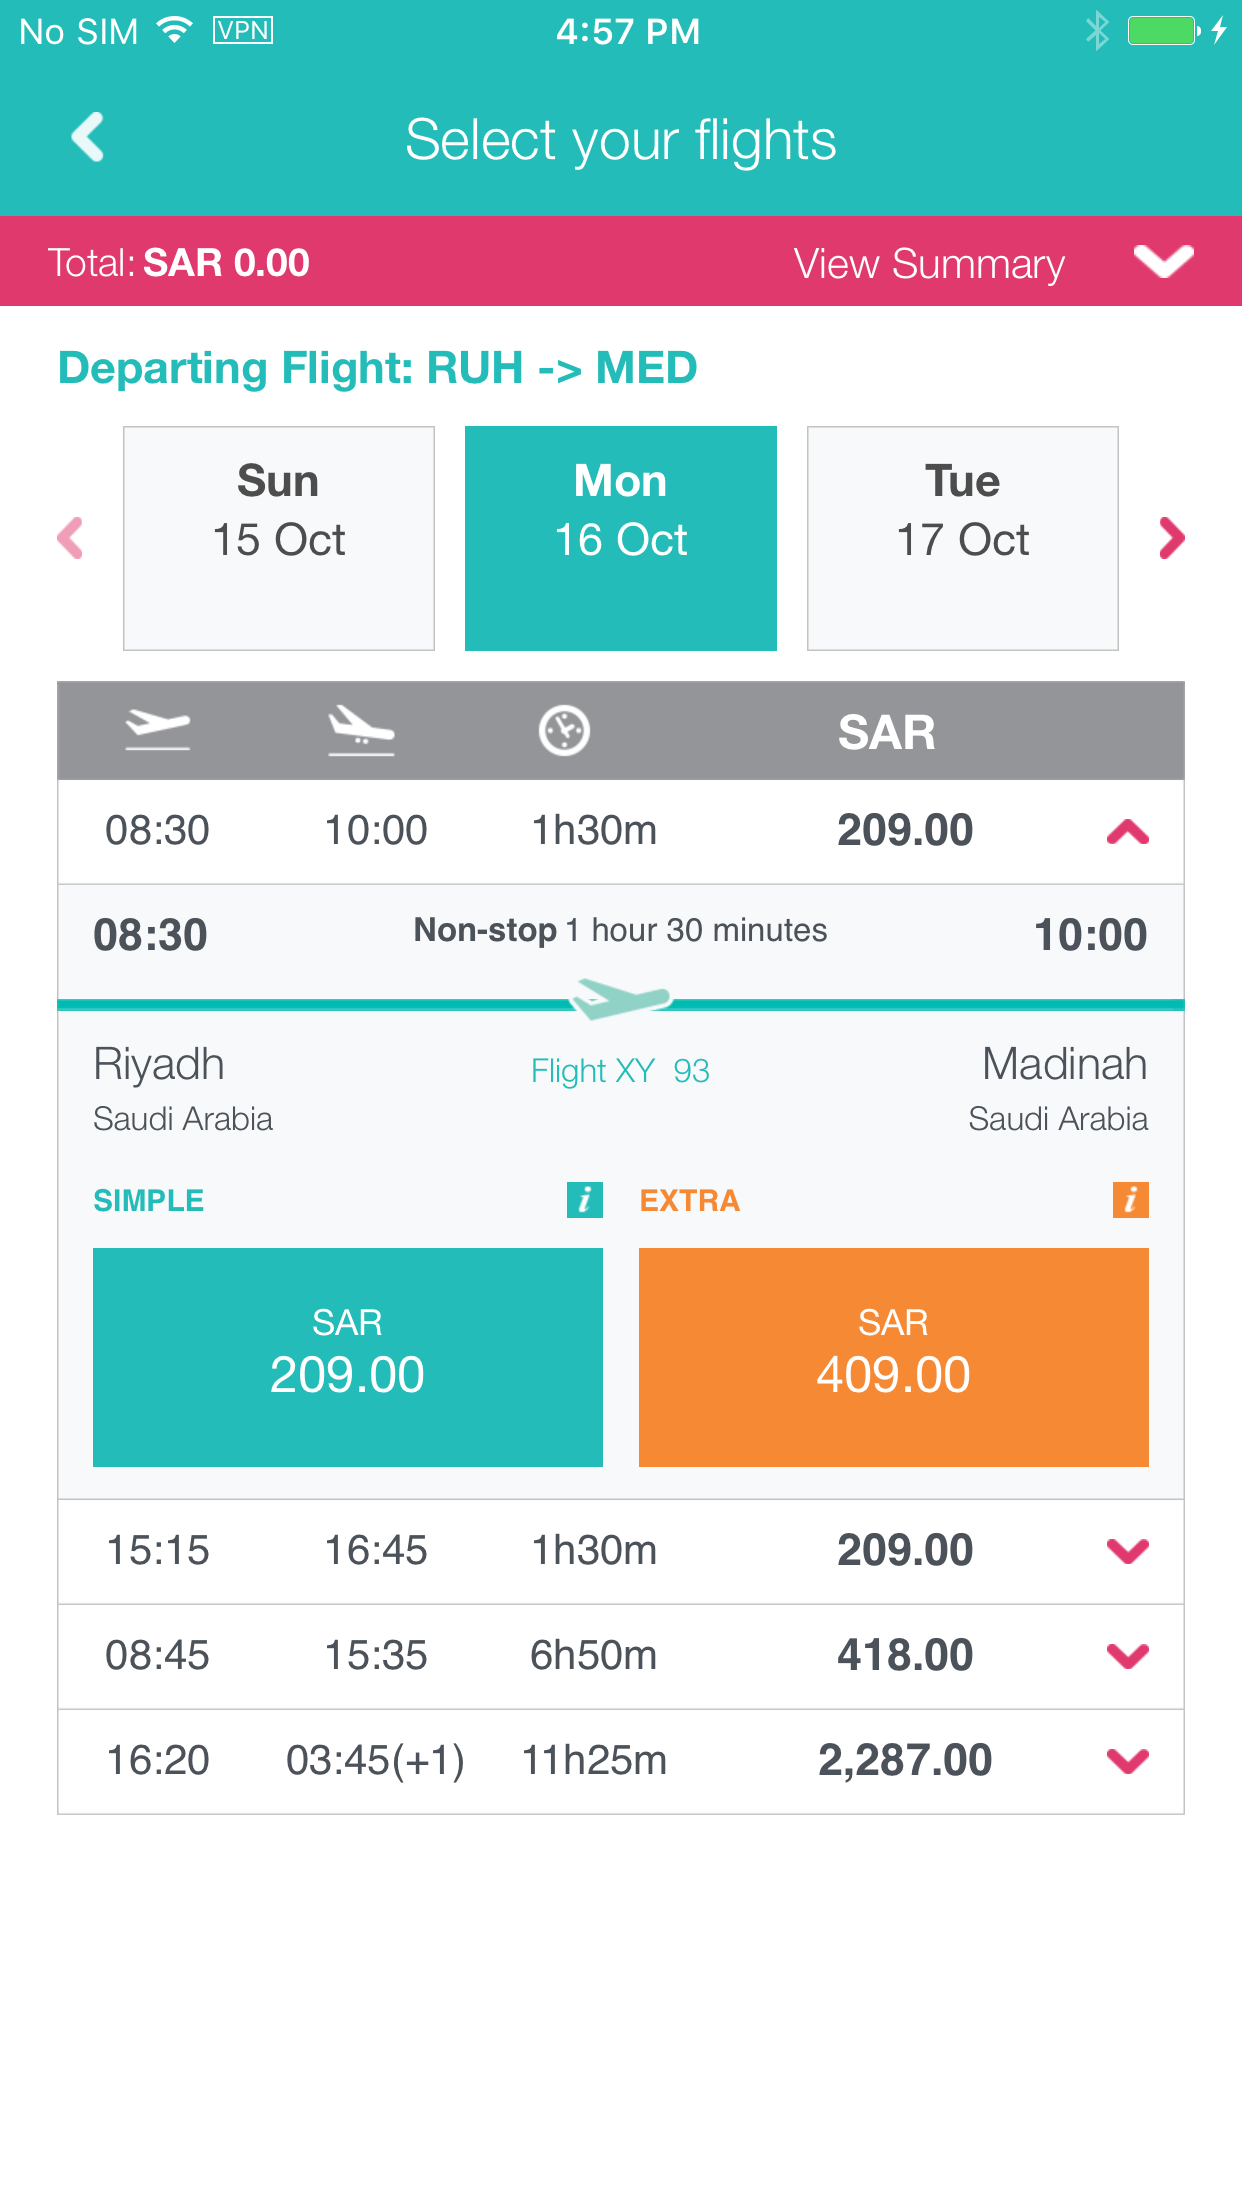 No SIM VPN 4:57 PM
Select your flights
Total: SAR 0.00 View Summary
Departing Flight: RUH -> MED
Sun Mon Tue
15 Oct 16 Oct 17 Oct
SAR
08:30 10:00 1h30m 209.00
08:30 Non-stop 1 hour 30 minutes 10:00
Riyadh Flight XY 93 Madinah
Saudi Arabia Saudi Arabia
SIMPLE i EXTRA i
SAR SAR
209.00 409.00
15:15 16:45 1h30m 209.00
08:45 15:35 6h50m 418.00
16:20 03:45(+1) 11h25m 2,287.00